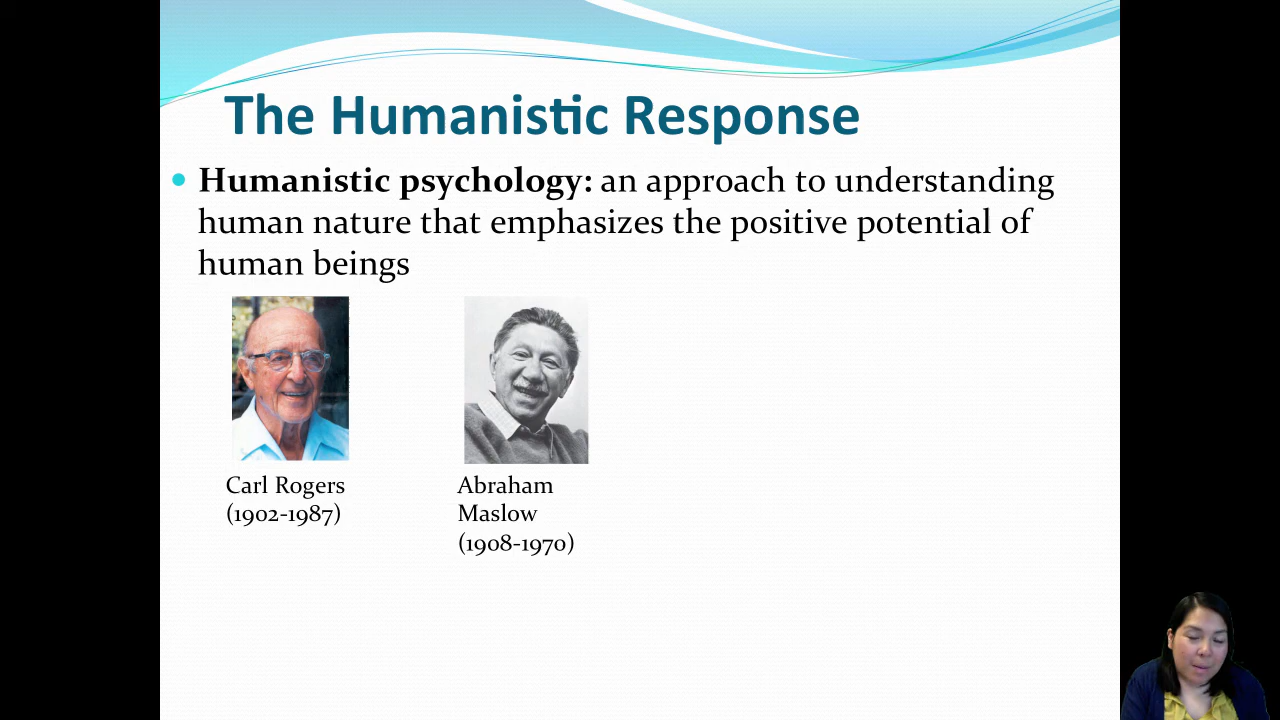 The Humanistic Response
Humanistic psychology: an approach to understanding
human nature that emphasizes the positive potential of
human beings
Carl Rogers
(1902-1987)
Abraham
Maslow
(1908-1970)